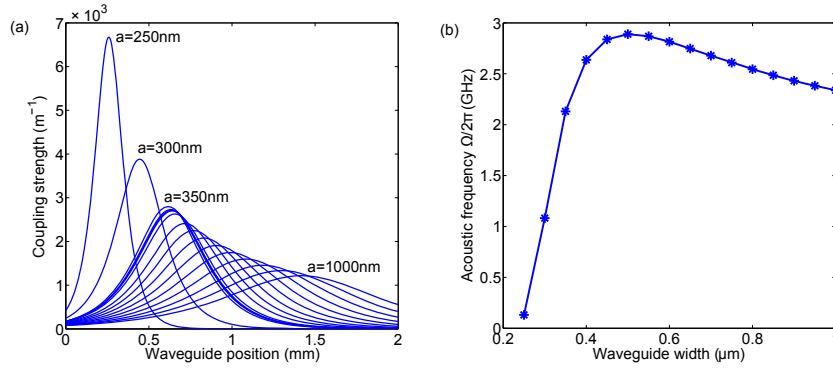 (a)
× 10³
7
6
5
4
3
2
1
0
Coupling strength (m⁻¹)
a=250nm
a=300nm
a=350nm
a=1000nm
0 0.5 1 1.5 2
Waveguide position (mm)
(b)
3
2.5
2
1.5
1
0.5
0
Acoustic frequency Ω/2π (GHz)
0.2 0.4 0.6 0.8 1
Waveguide width (µm)